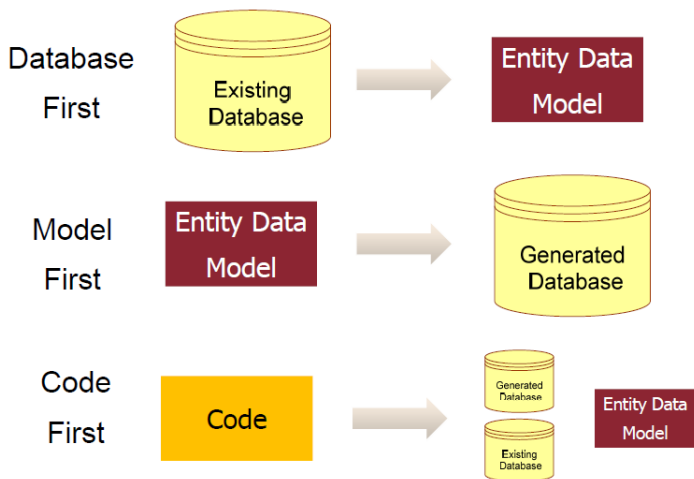 Database
First
Existing
Database
Entity Data
Model
Model
First
Entity Data
Model
Generated
Database
Code
First
Code
Generated
Database
Existing
Database
Entity Data
Model